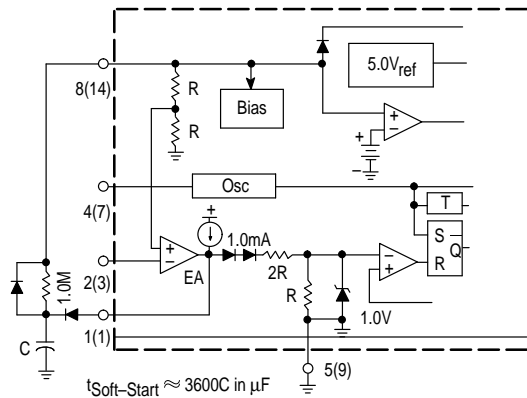 5.0Vref
8(14)
R
Bias
R
+
−
+
−
Osc
4(7)
T
+
1.0mA
S
Q
R
+
−
2(3)
EA
2R
−
+
1.0M
R
1.0V
1(1)
C
5(9)
tSoft–Start ≈ 3600C in µF